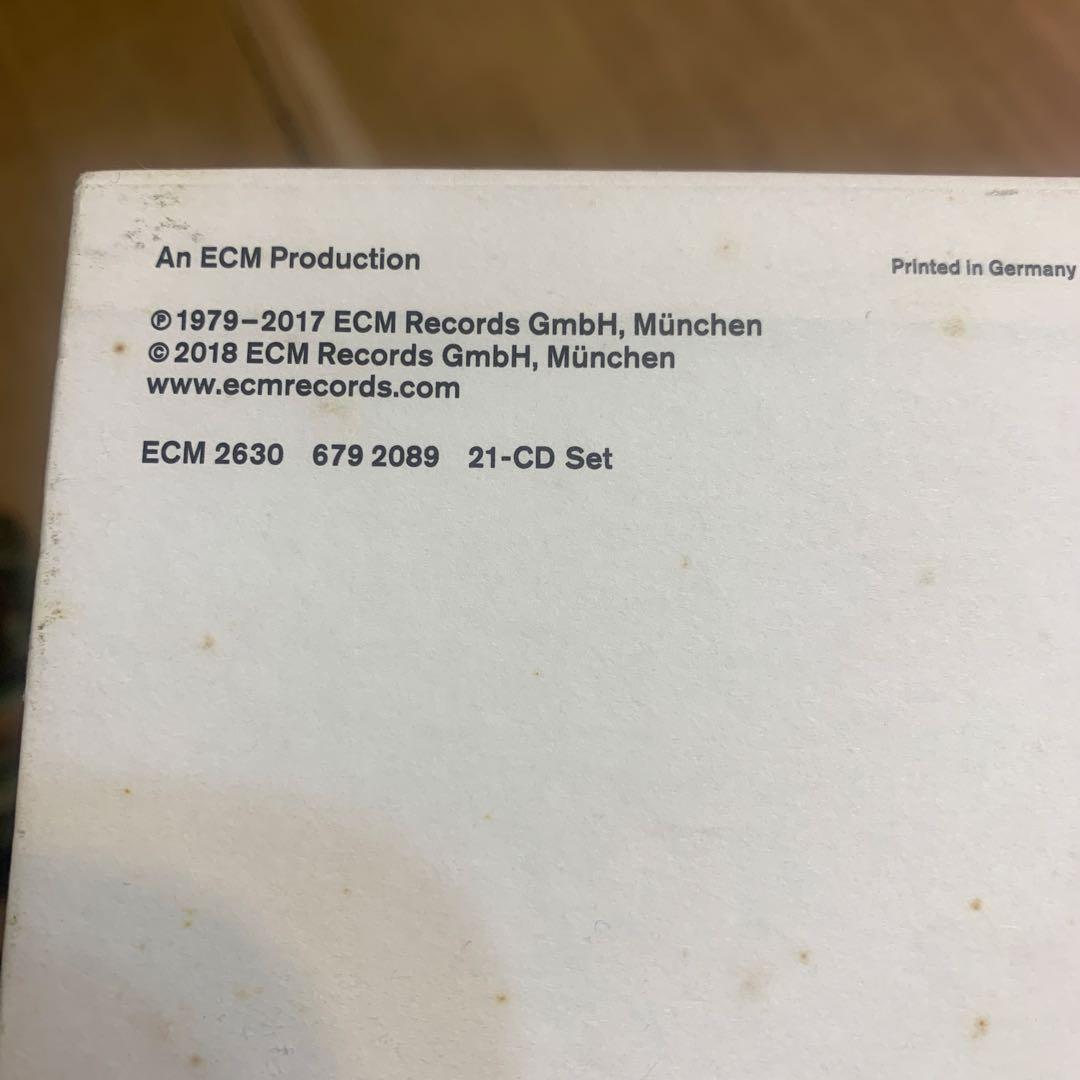 An ECM Production
Printed in Germany
℗ 1979–2017 ECM Records GmbH, München
© 2018 ECM Records GmbH, München
www.ecmrecords.com
ECM 2630 679 2089 21-CD Set